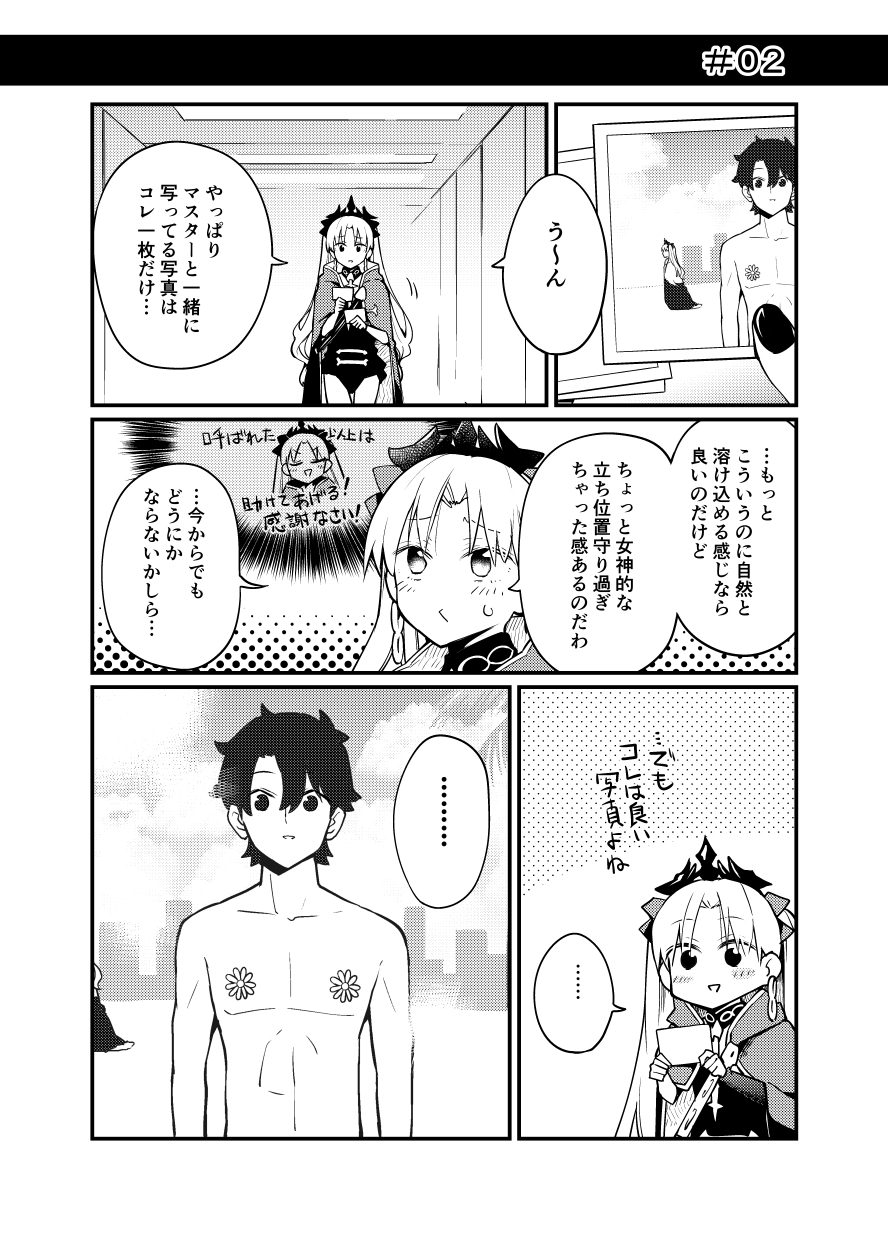 #02
う〜ん
やっぱり
マスターと一緒に
写ってる写真は
コレ一枚だけ…
…もっと
こういうのに自然と
溶け込める感じなら
良いのだけど
ちょっと女神的な
立ち位置守り過ぎ
ちゃった感あるのだわ
呼ばれた以上は
助けてあげる!
感謝なさい!
…今からでも
どうにか
ならないかしら…
…でも
コレは良い
写真よね
……
………